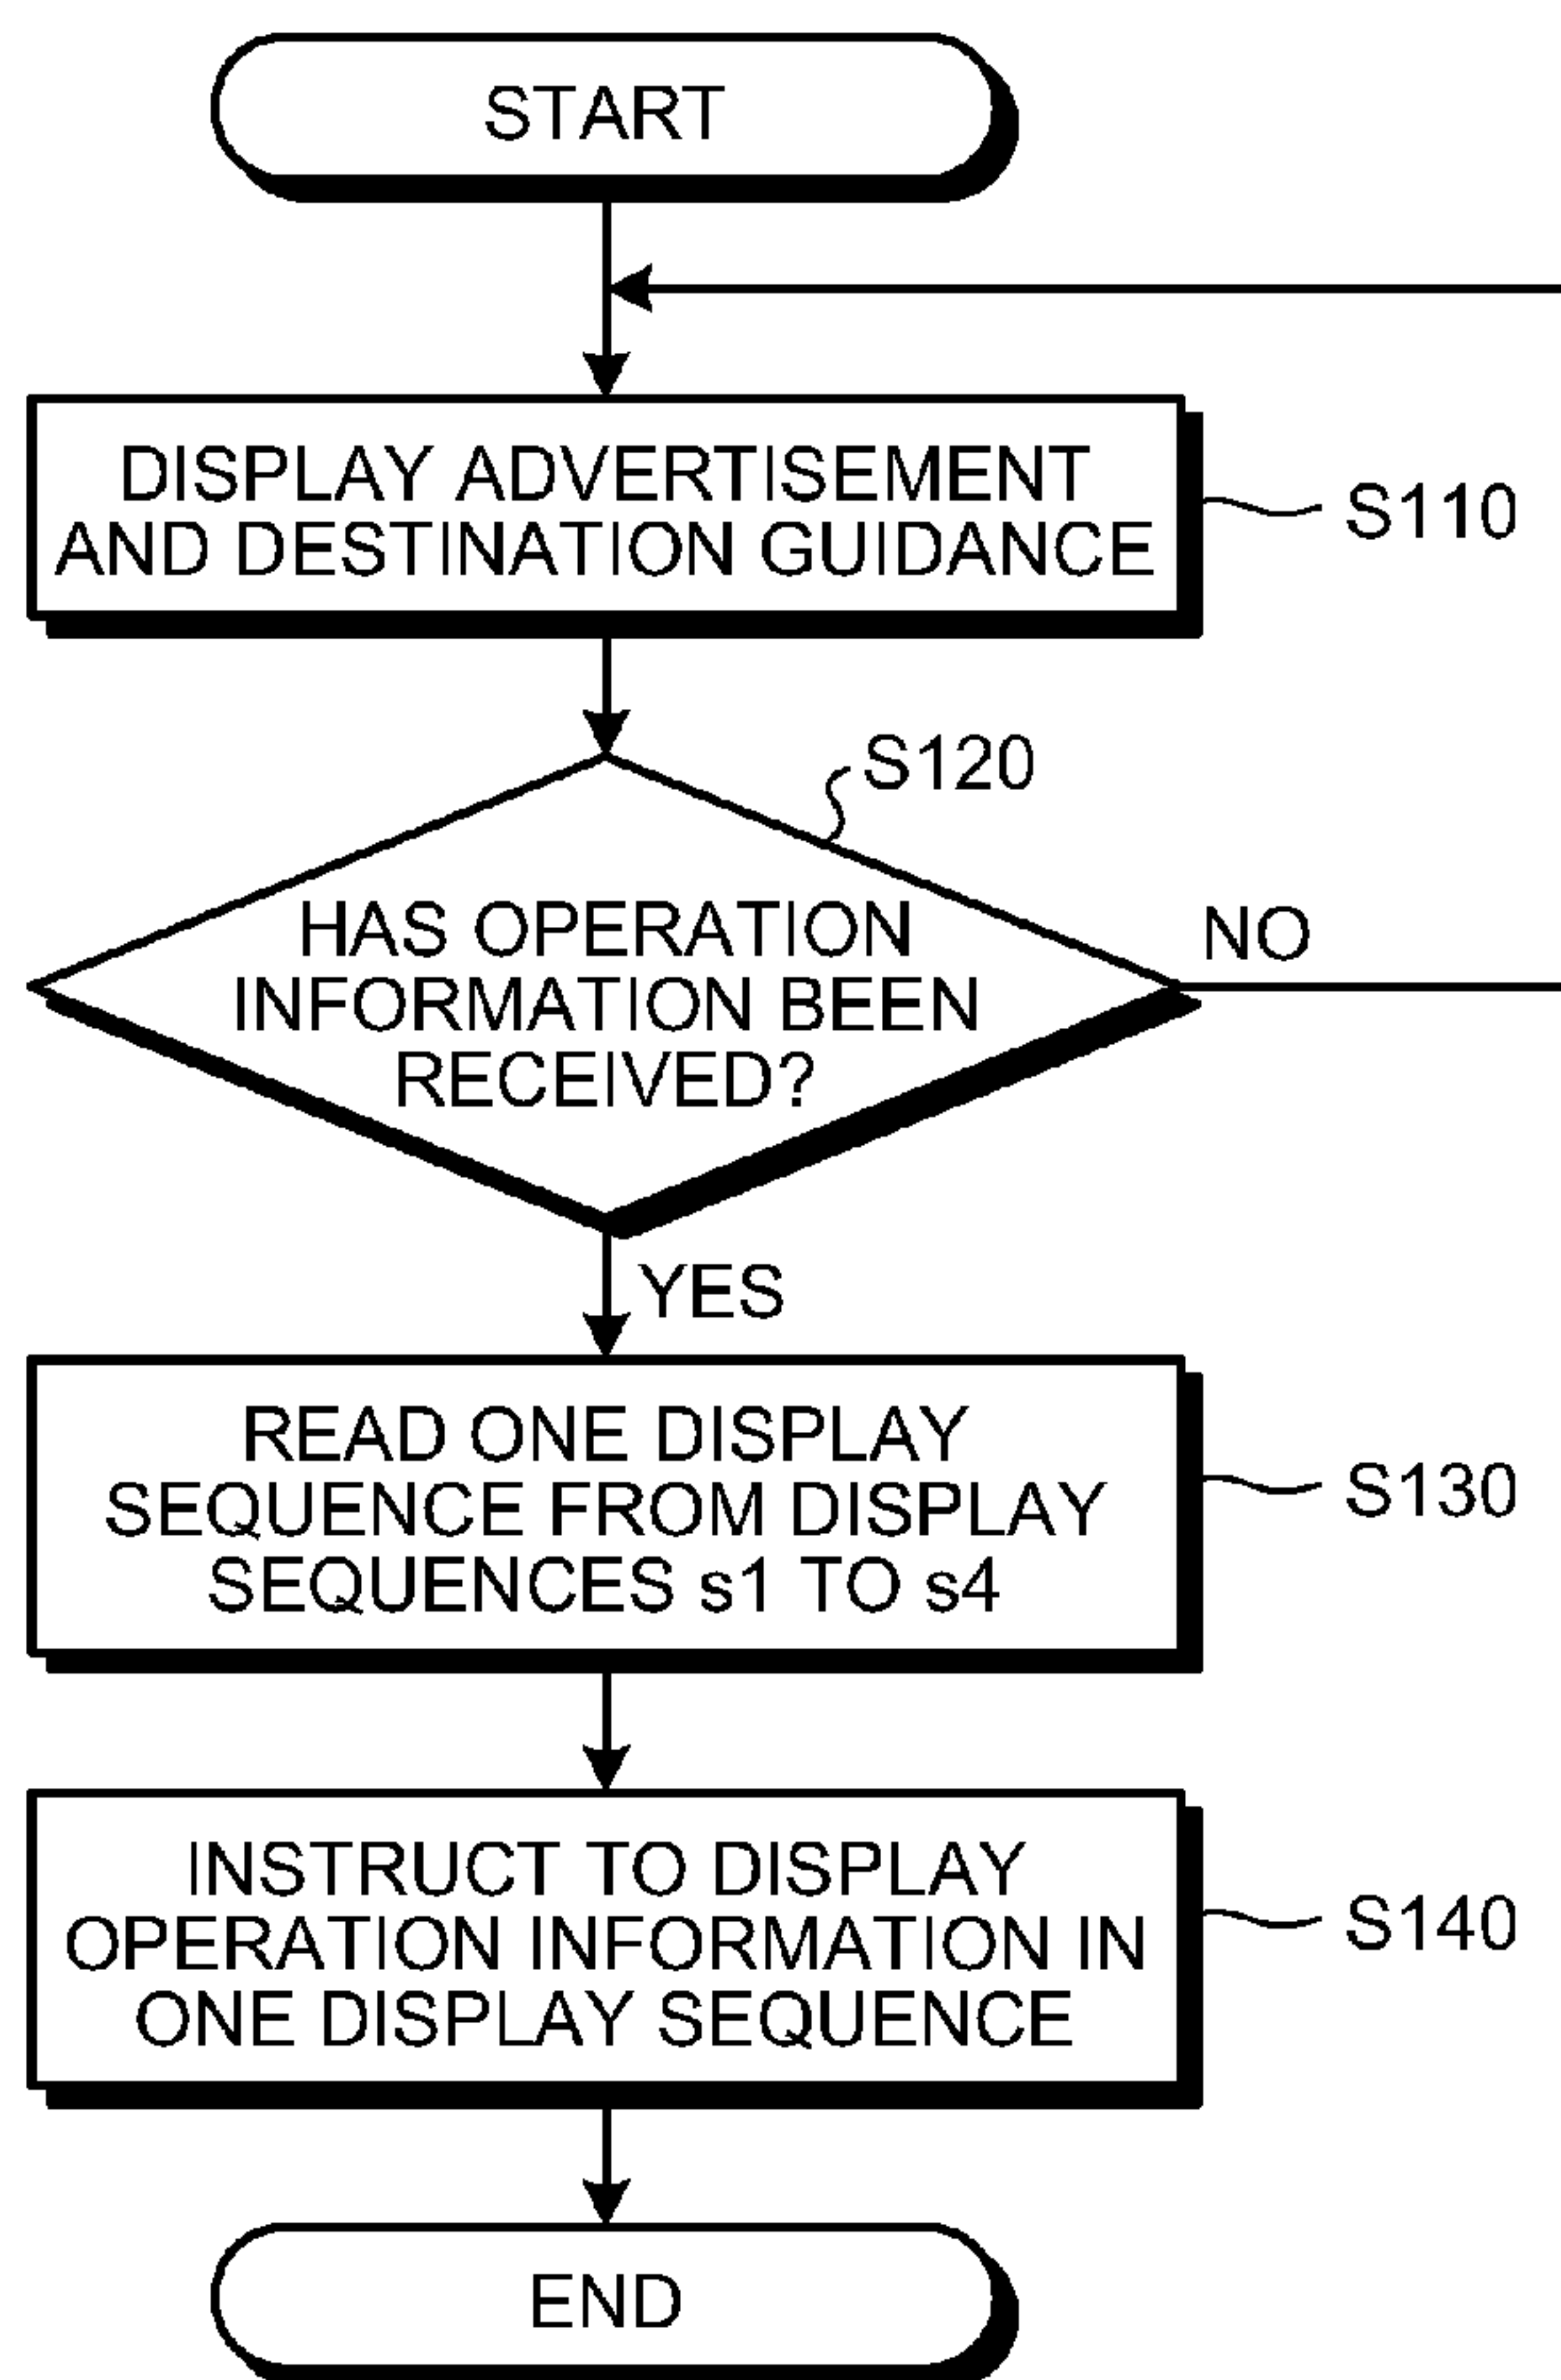 START
DISPLAY ADVERTISEMENT
AND DESTINATION GUIDANCE
S110
S120
HAS OPERATION
INFORMATION BEEN
RECEIVED?
NO
YES
READ ONE DISPLAY
SEQUENCE FROM DISPLAY
SEQUENCES s1 TO s4
S130
INSTRUCT TO DISPLAY
OPERATION INFORMATION IN
ONE DISPLAY SEQUENCE
S140
END